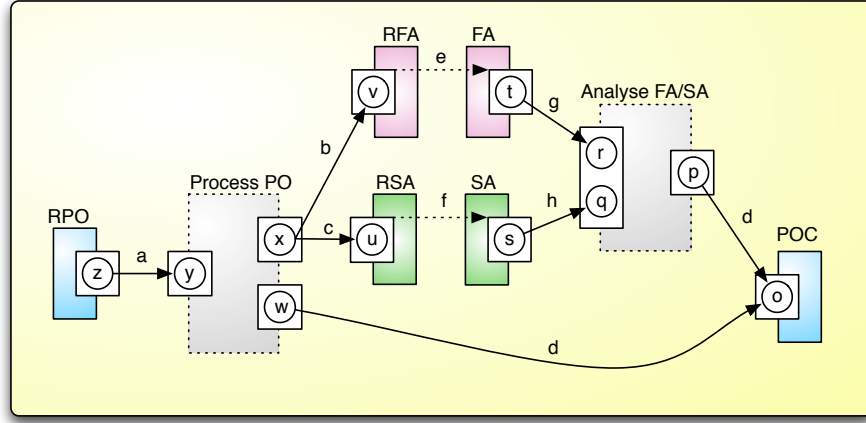 RFA
FA
e
v
t
Analyse FA/SA
g
r
b
p
Process PO
RSA
SA
q
f
h
d
RPO
x
c
u
s
POC
a
z
y
o
w
d